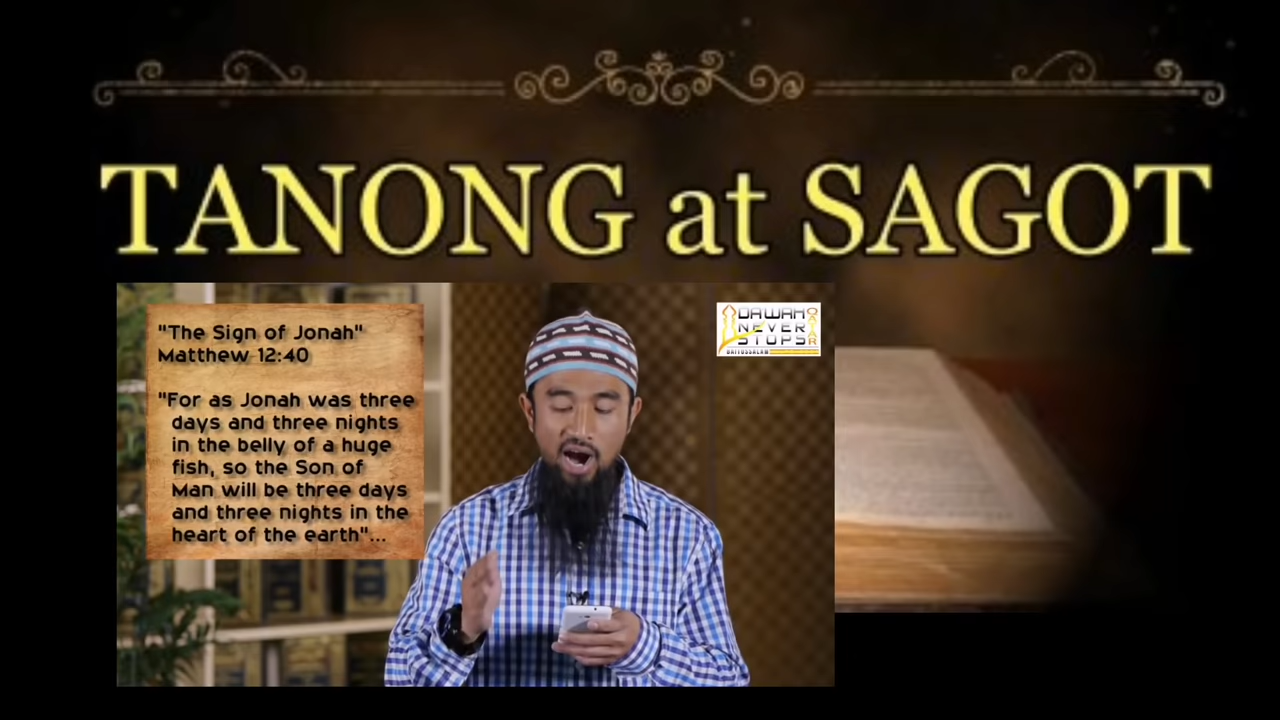 TANONG at SAGOT
"The Sign of Jonah"
Matthew 12:40
"For as Jonah was three
days and three nights
in the belly of a huge
fish, so the Son of
Man will be three days
and three nights in the
heart of the earth"...
DAWAH
NEVER
STOPS
QATAR